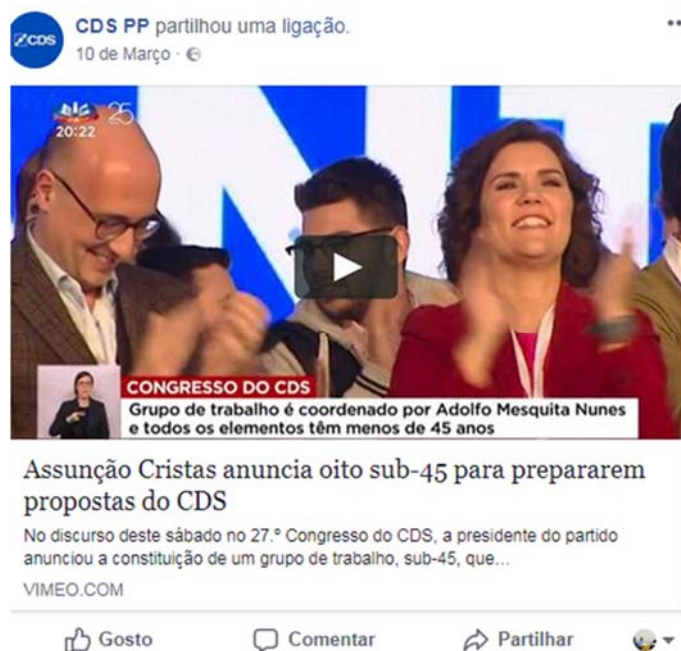 CDS
CDS PP partilhou uma ligação.
10 de Março
SIC 25
20:22
CONGRESSO DO CDS
Grupo de trabalho é coordenado por Adolfo Mesquita Nunes
e todos os elementos têm menos de 45 anos
Assunção Cristas anuncia oito sub-45 para prepararem
propostas do CDS
No discurso deste sábado no 27.º Congresso do CDS, a presidente do partido
anunciou a constituição de um grupo de trabalho, sub-45, que...
VIMEO.COM
Gosto
Comentar
Partilhar